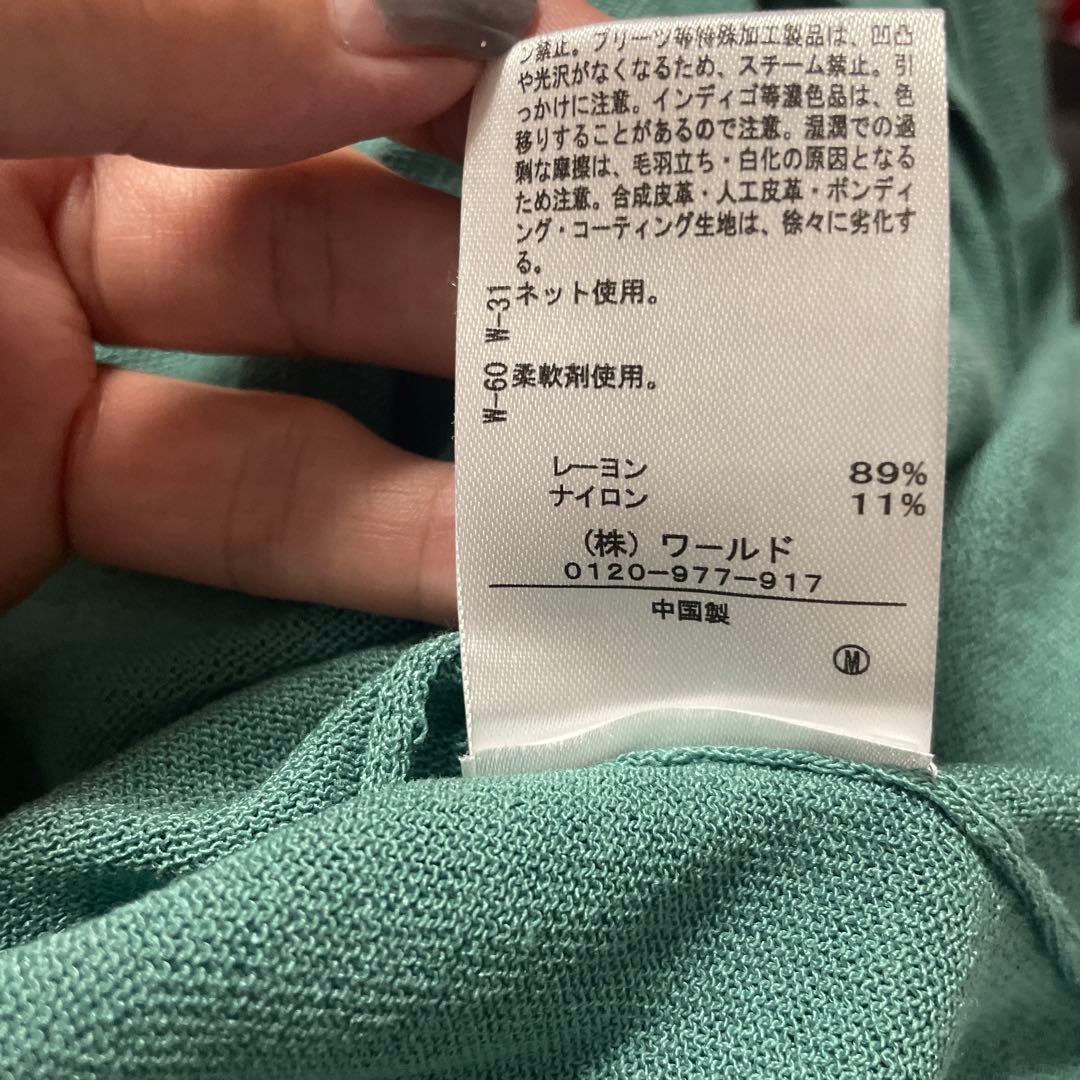 ン禁止。プリーツ等特殊加工製品は、凹凸
や光沢がなくなるため、スチーム禁止。引
っかけに注意。インディゴ等濃色品は、色
移りすることがあるので注意。湿潤での過
剰な摩擦は、毛羽立ち・白化の原因となる
ため注意。合成皮革・人工皮革・ボンディ
ング・コーティング生地は、徐々に劣化す
る。
W-31 ネット使用。
W-60 柔軟剤使用。
レーヨン 89%
ナイロン 11%
（株）ワールド
0120-977-917
中国製
Ⓜ